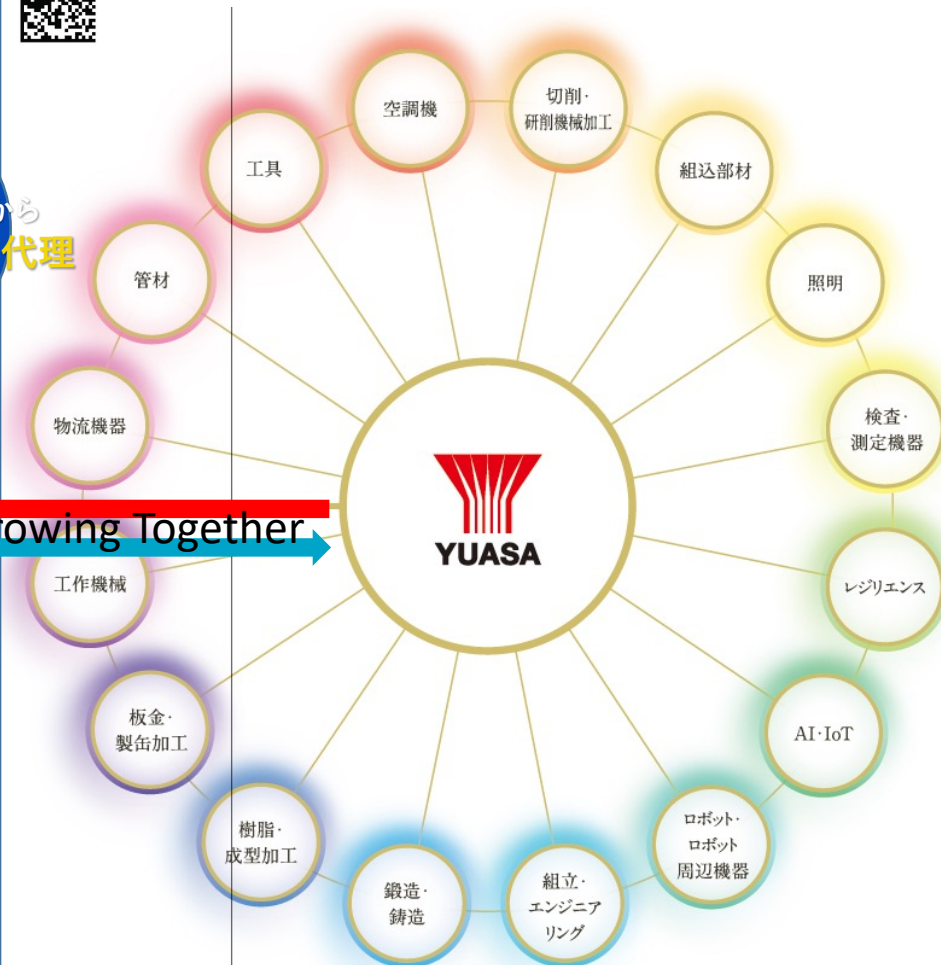 空調機
切削・
研削機械加工
工具
組込部材
から
代理
管材
照明
物流機器
検査・
測定機器
YUASA
rowing Together
工作機械
レジリエンス
板金・
製缶加工
AI・IoT
樹脂・
成型加工
ロボット・
ロボット
周辺機器
鍛造・
鋳造
組立・
エンジニア
リング